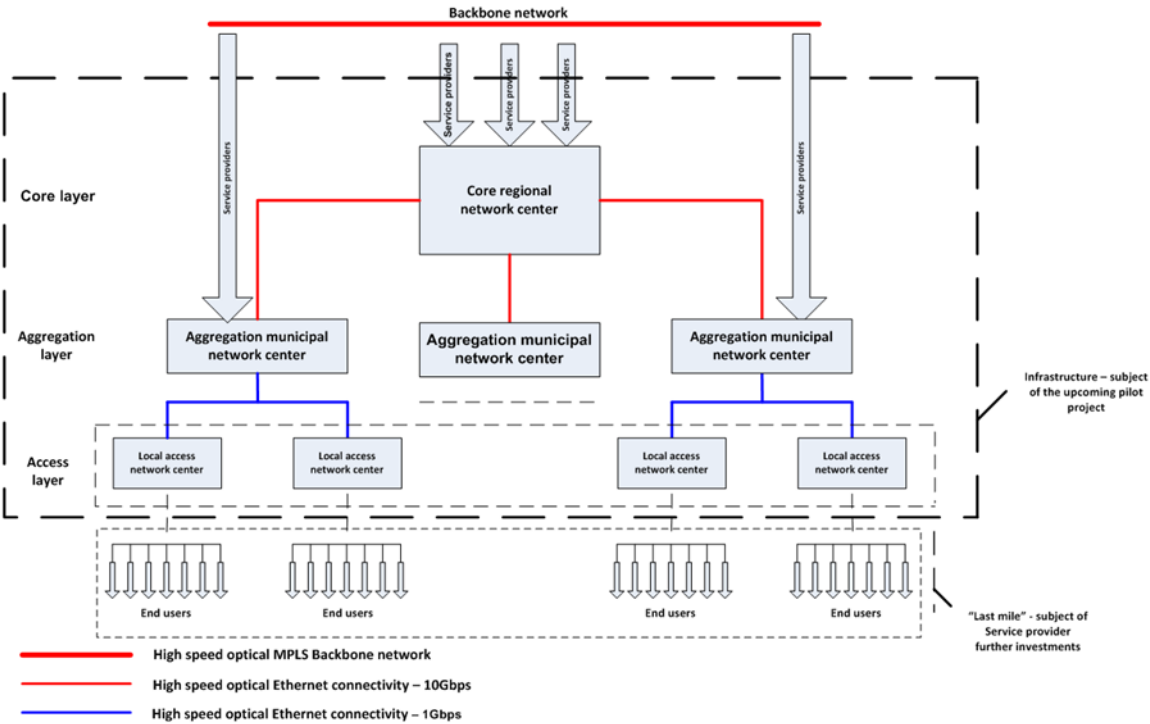 Backbone network
Service providers
Service providers
Service providers
Service providers
Service providers
Core layer
Core regional
network center
Aggregation
layer
Aggregation municipal
network center
Aggregation municipal
network center
Aggregation municipal
network center
Infrastructure – subject
of the upcoming pilot
project
Access
layer
Local access
network center
Local access
network center
Local access
network center
Local access
network center
End users
End users
End users
End users
"Last mile" - subject of
Service provider
further investments
High speed optical MPLS Backbone network
High speed optical Ethernet connectivity – 10Gbps
High speed optical Ethernet connectivity – 1Gbps